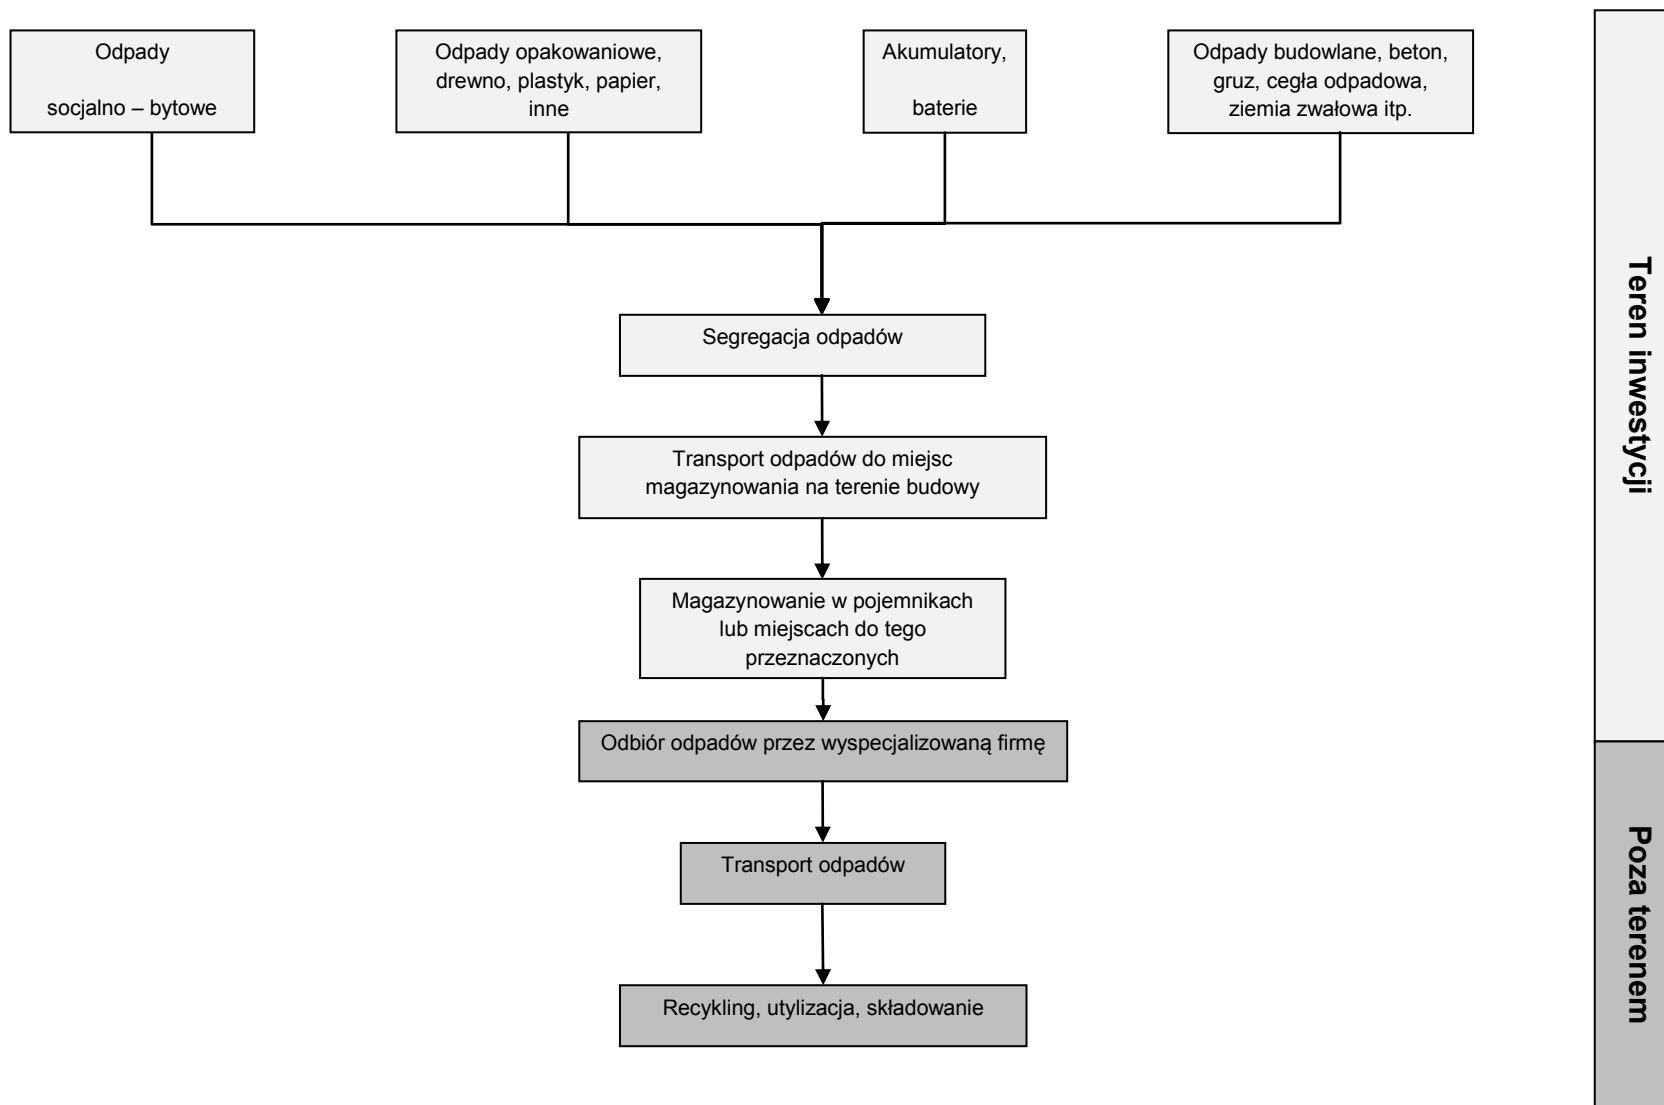 Odpady
socjalno – bytowe
Odpady opakowaniowe,
drewno, plastyk, papier,
inne
Akumulatory,
baterie
Odpady budowlane, beton,
gruz, cegła odpadowa,
ziemia zwałowa itp.
Segregacja odpadów
Transport odpadów do miejsc
magazynowania na terenie budowy
Magazynowanie w pojemnikach
lub miejscach do tego
przeznaczonych
Odbiór odpadów przez wyspecjalizowaną firmę
Transport odpadów
Recykling, utylizacja, składowanie
Teren inwestycji
Poza terenem